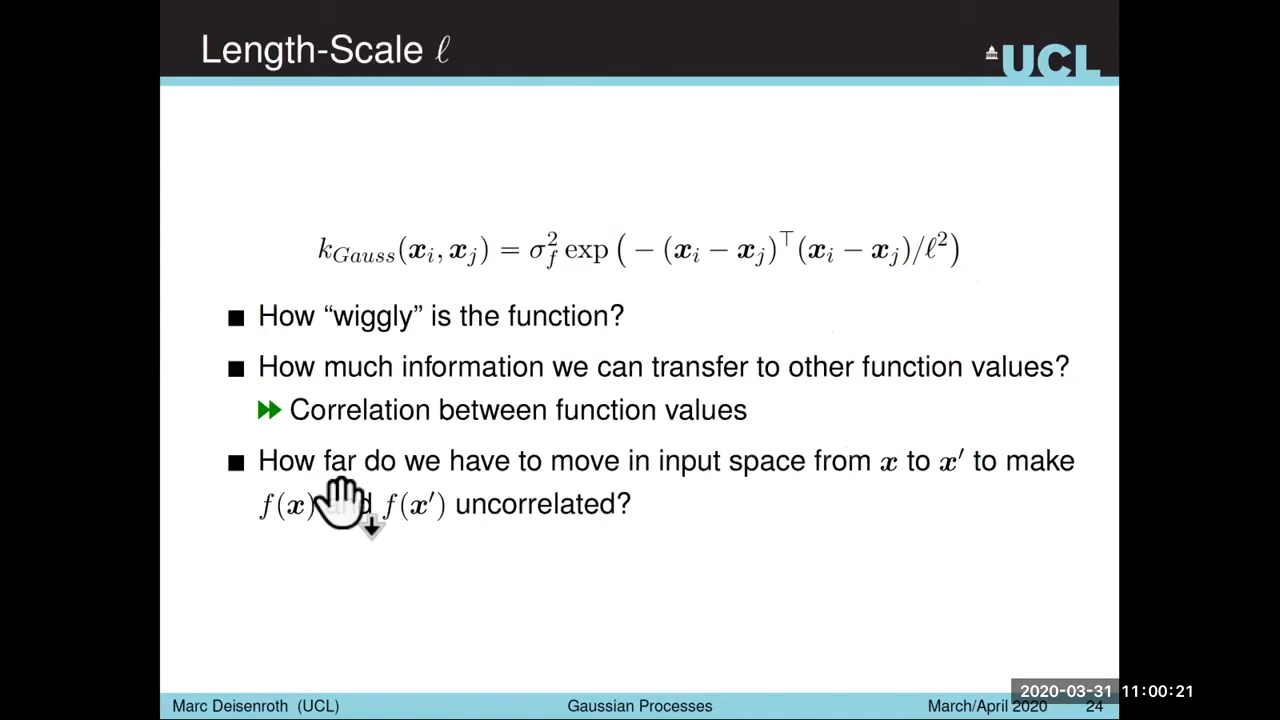 Length-Scale ℓ
UCL
k_{Gauss}(x_i, x_j) = σ_f^2 exp ( − (x_i − x_j)^⊤ (x_i − x_j)/ℓ^2 )
■ How “wiggly” is the function?
■ How much information we can transfer to other function values?
Correlation between function values
■ How far do we have to move in input space from x to x′ to make
f(x) f(x′) uncorrelated?
2020-03-31 11:00:21
Marc Deisenroth (UCL) Gaussian Processes March/April 2020 24